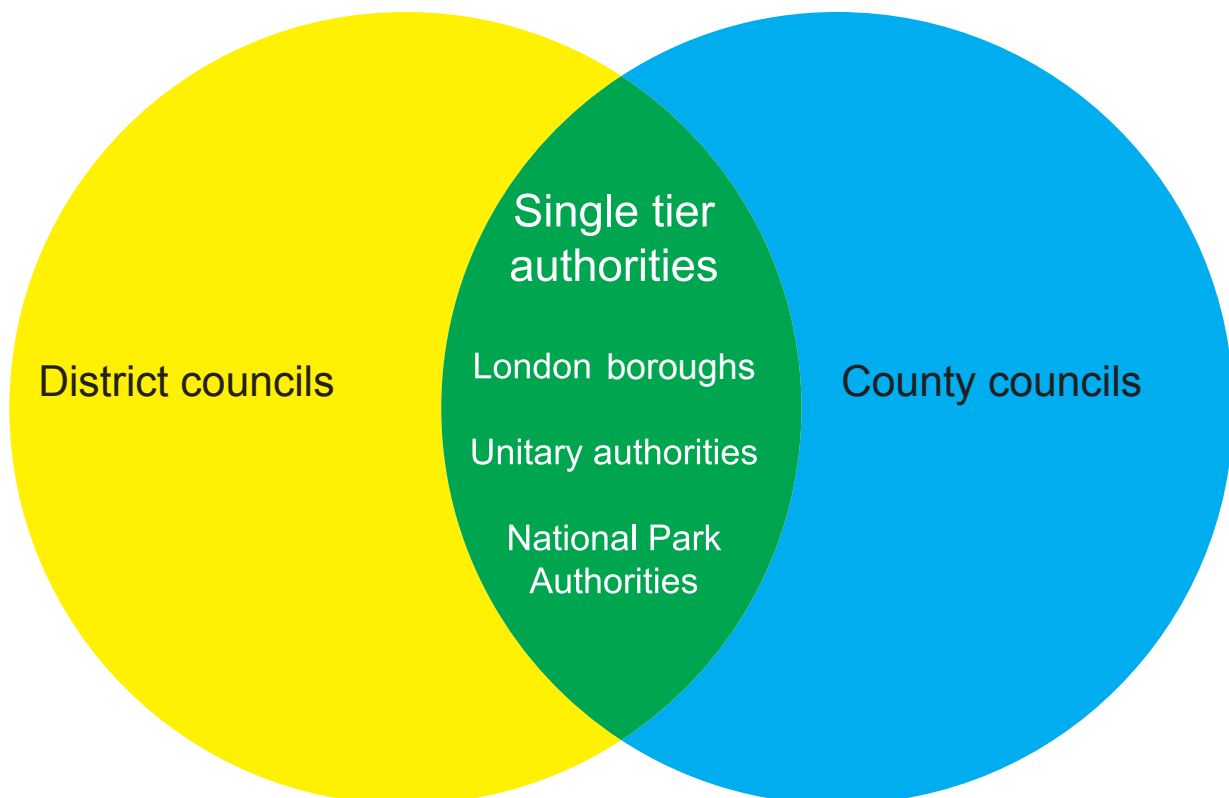 Single tier
authorities
London boroughs
District councils
County councils
Unitary authorities
National Park
Authorities